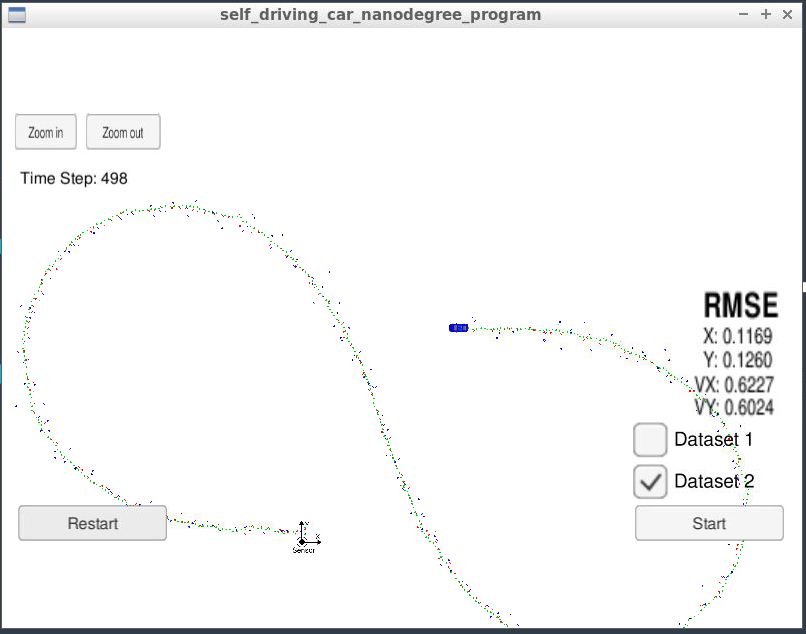 self_driving_car_nanodegree_program
Zoom in
Zoom out
Time Step: 498
RMSE
X: 0.1169
Y: 0.1260
VX: 0.6227
VY: 0.6024
Dataset 1
Dataset 2
Restart
Start
Y
X
Sensor